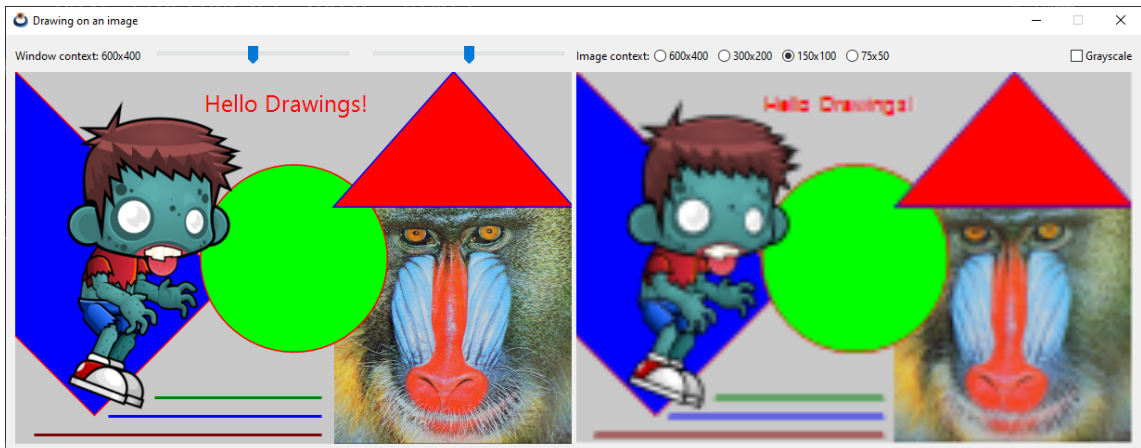 Drawing on an image
Window context: 600x400
Image context: 600x400 300x200 150x100 75x50 Grayscale
Hello Drawings!
Hello Drawings!